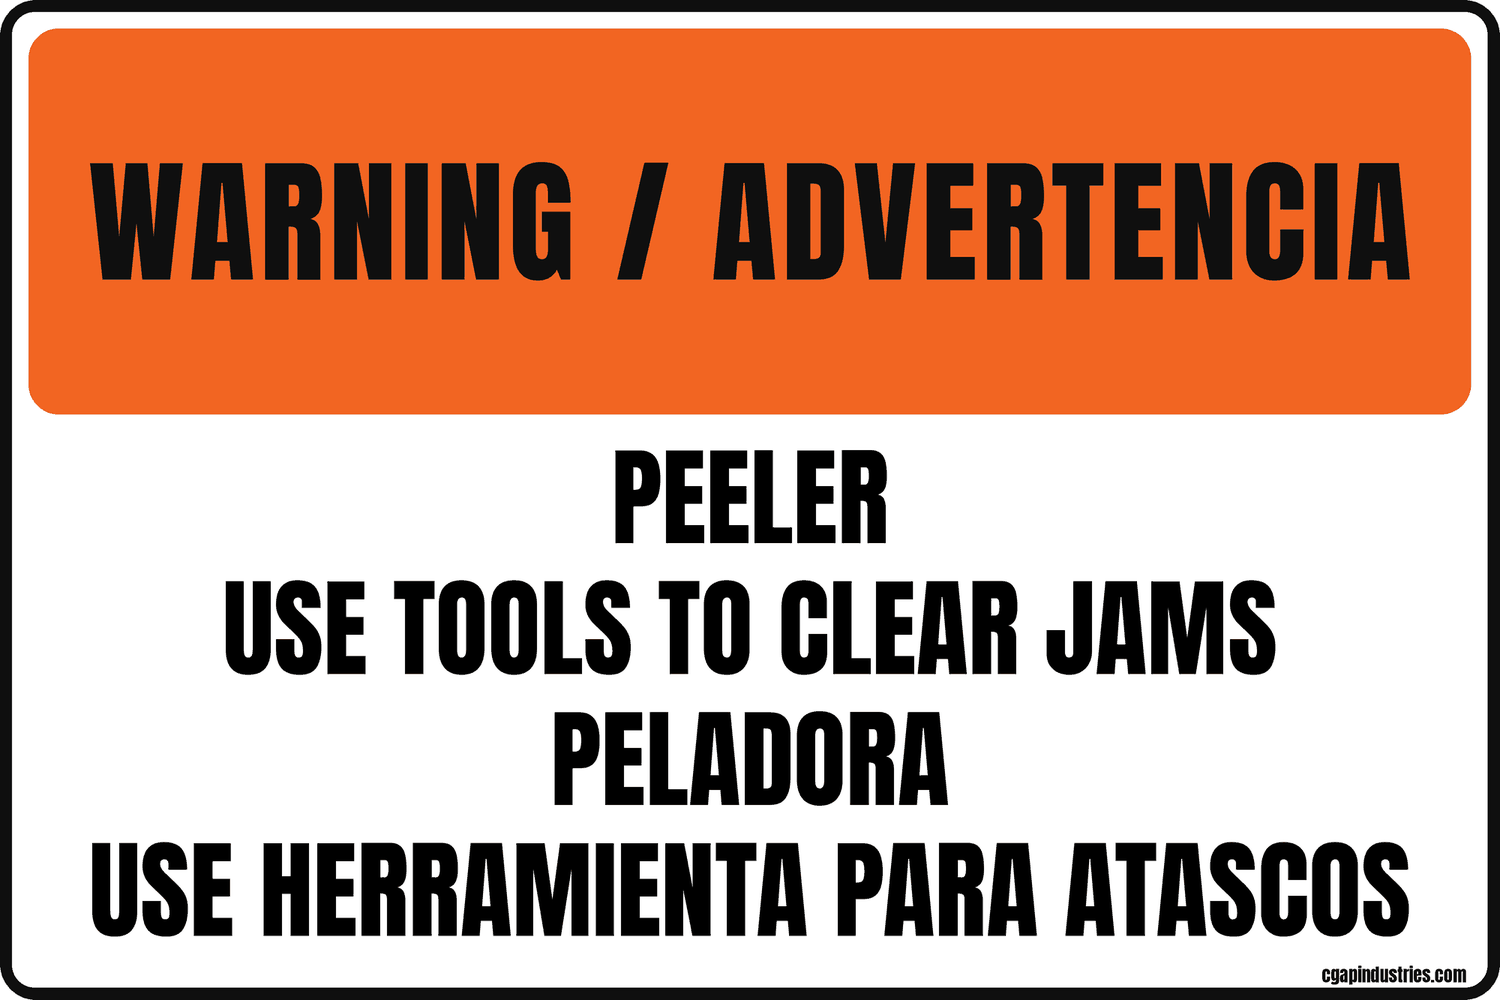 WARNING / ADVERTENCIA
PEELER
USE TOOLS TO CLEAR JAMS
PELADORA
USE HERRAMIENTA PARA ATASCOS
cgapindustries.com